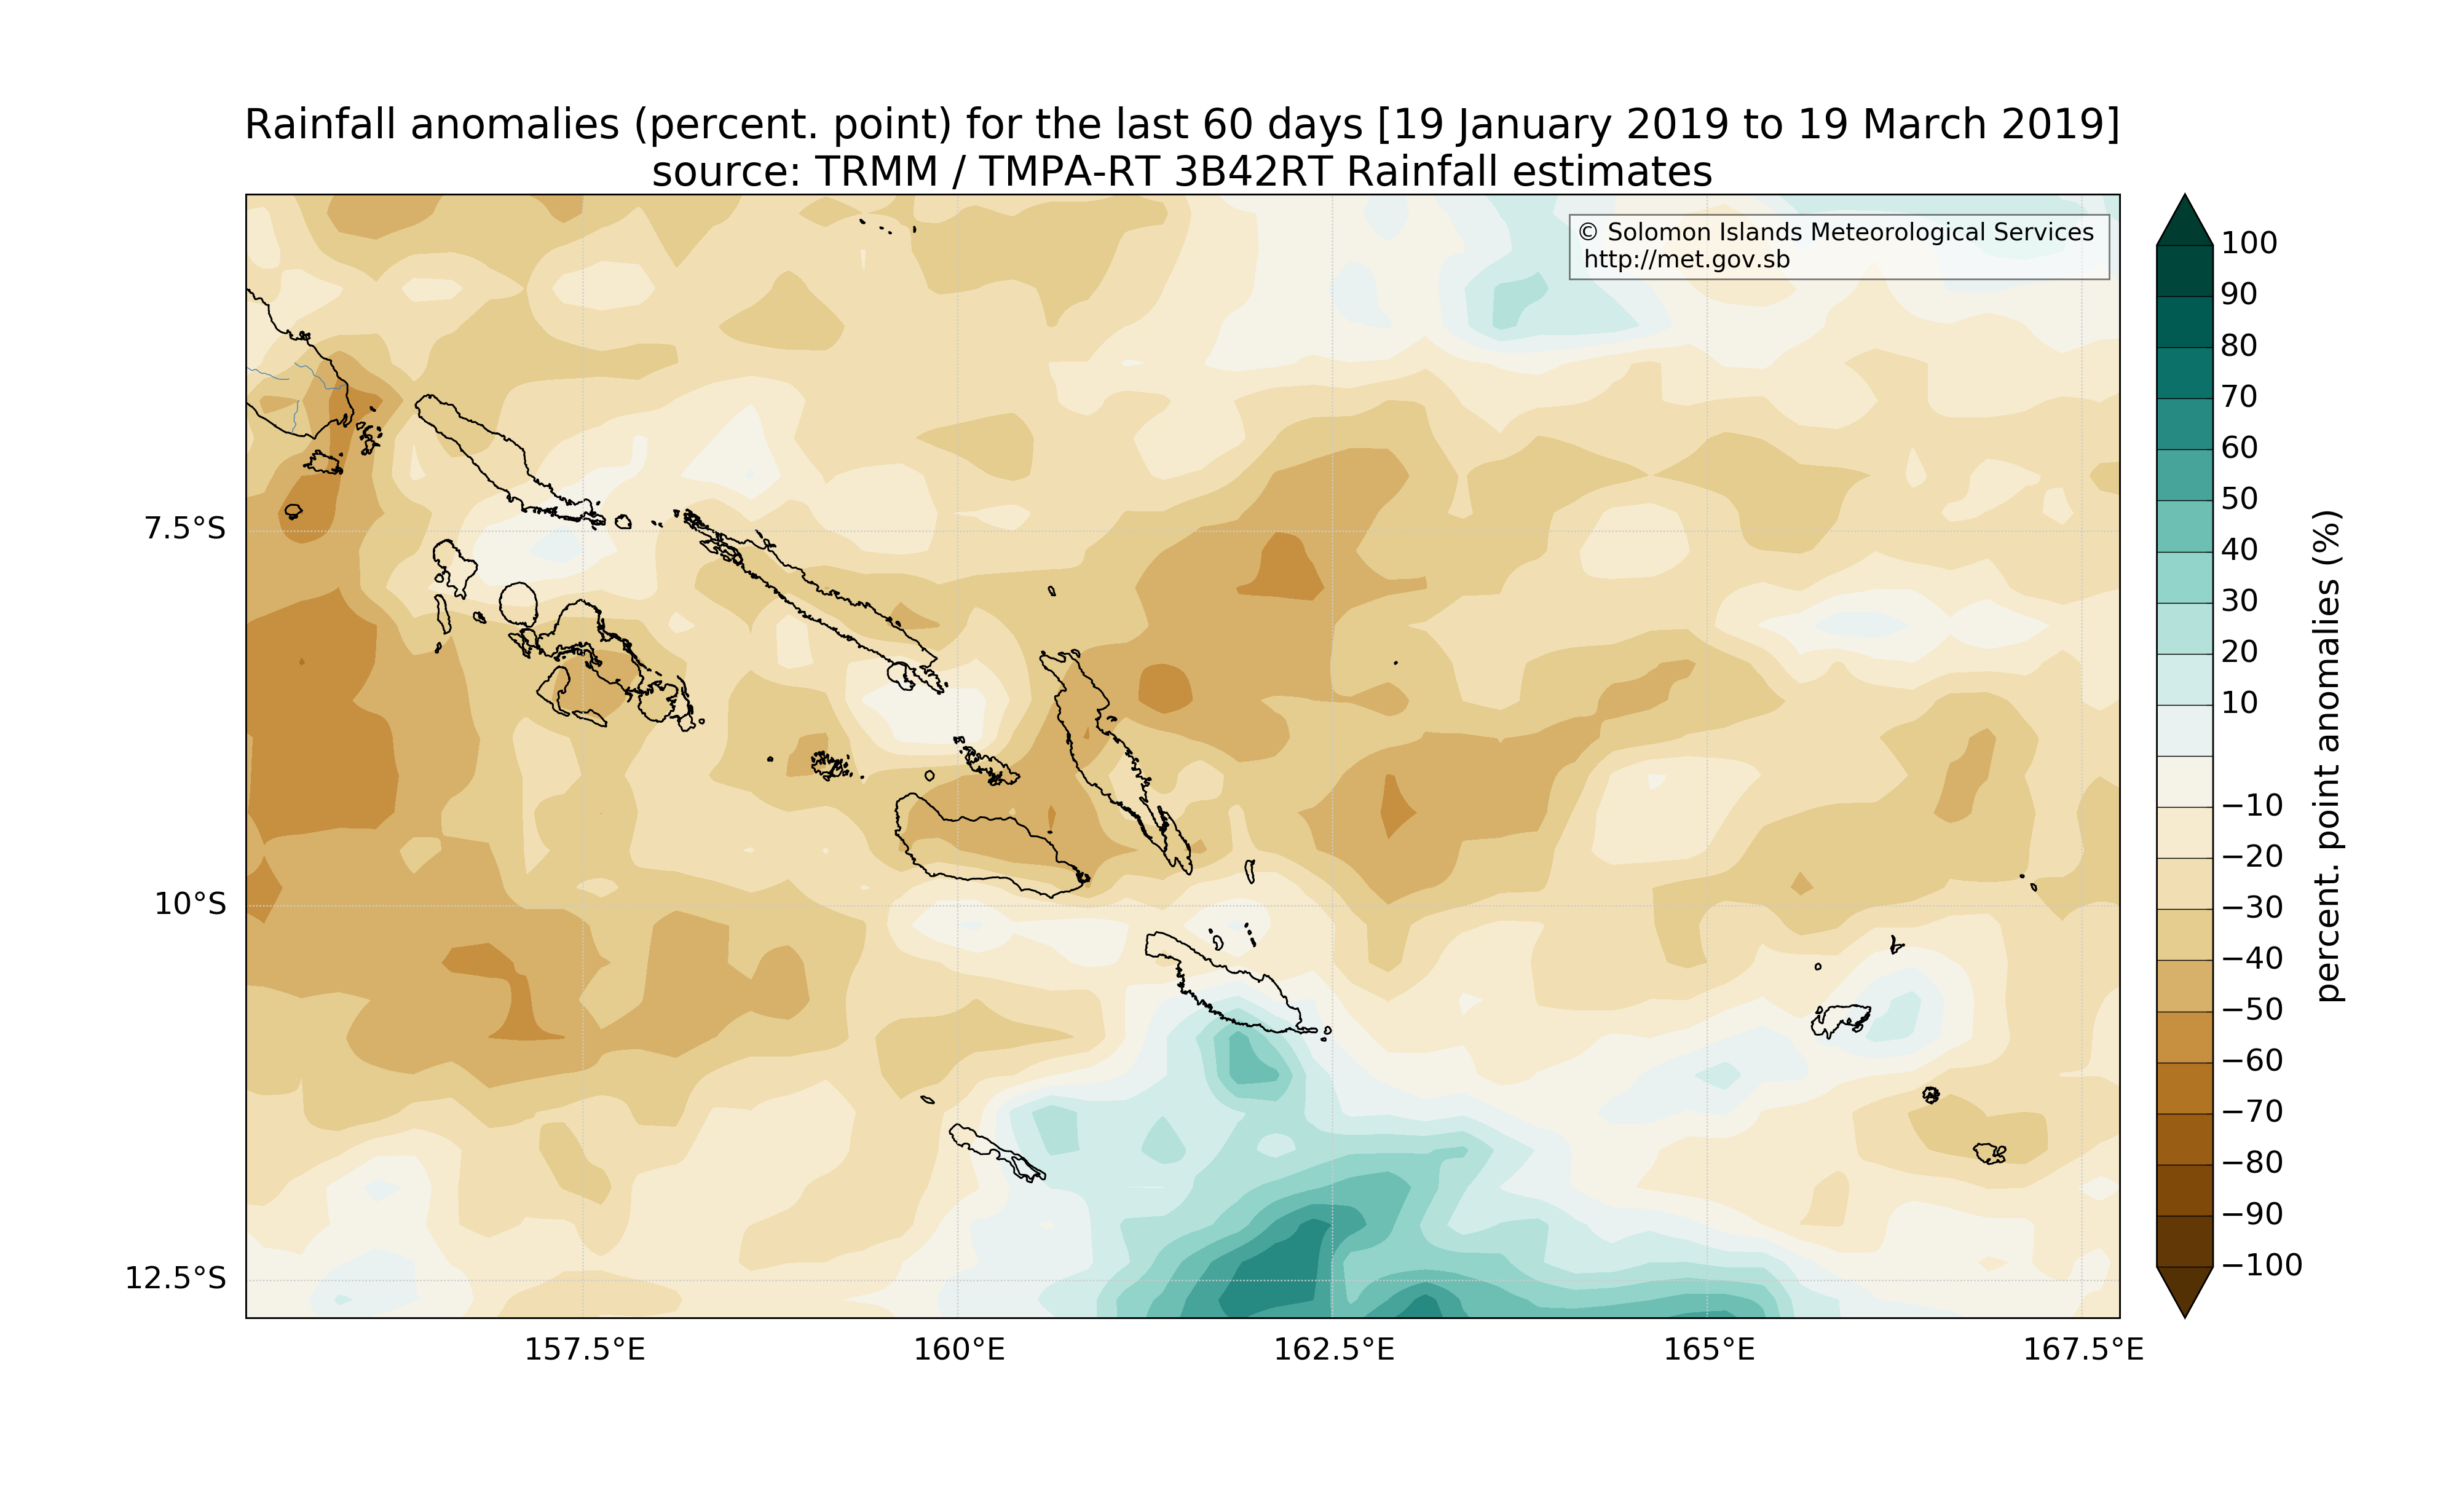 Rainfall anomalies (percent. point) for the last 60 days [19 January 2019 to 19 March 2019]
source: TRMM / TMPA-RT 3B42RT Rainfall estimates
© Solomon Islands Meteorological Services
http://met.gov.sb
7.5°S
10°S
12.5°S
157.5°E
160°E
162.5°E
165°E
167.5°E
100
90
80
70
60
50
40
30
20
10
−10
−20
−30
−40
−50
−60
−70
−80
−90
−100
percent. point anomalies (%)